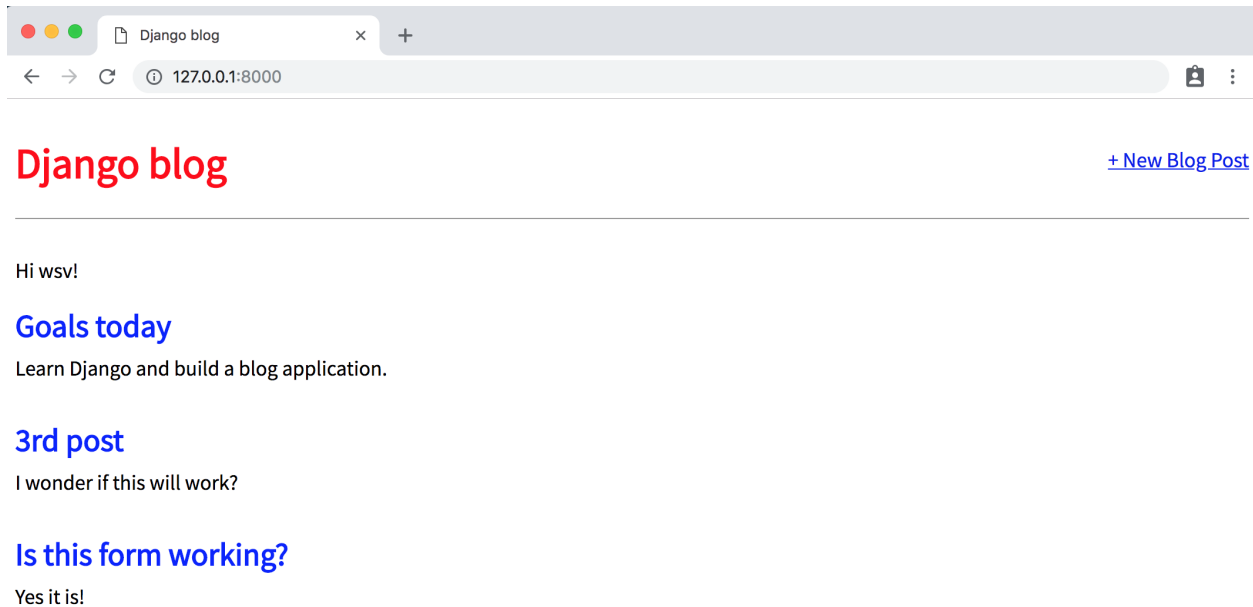 Django blog
127.0.0.1:8000
Django blog
+ New Blog Post
Hi wsv!
Goals today
Learn Django and build a blog application.
3rd post
I wonder if this will work?
Is this form working?
Yes it is!